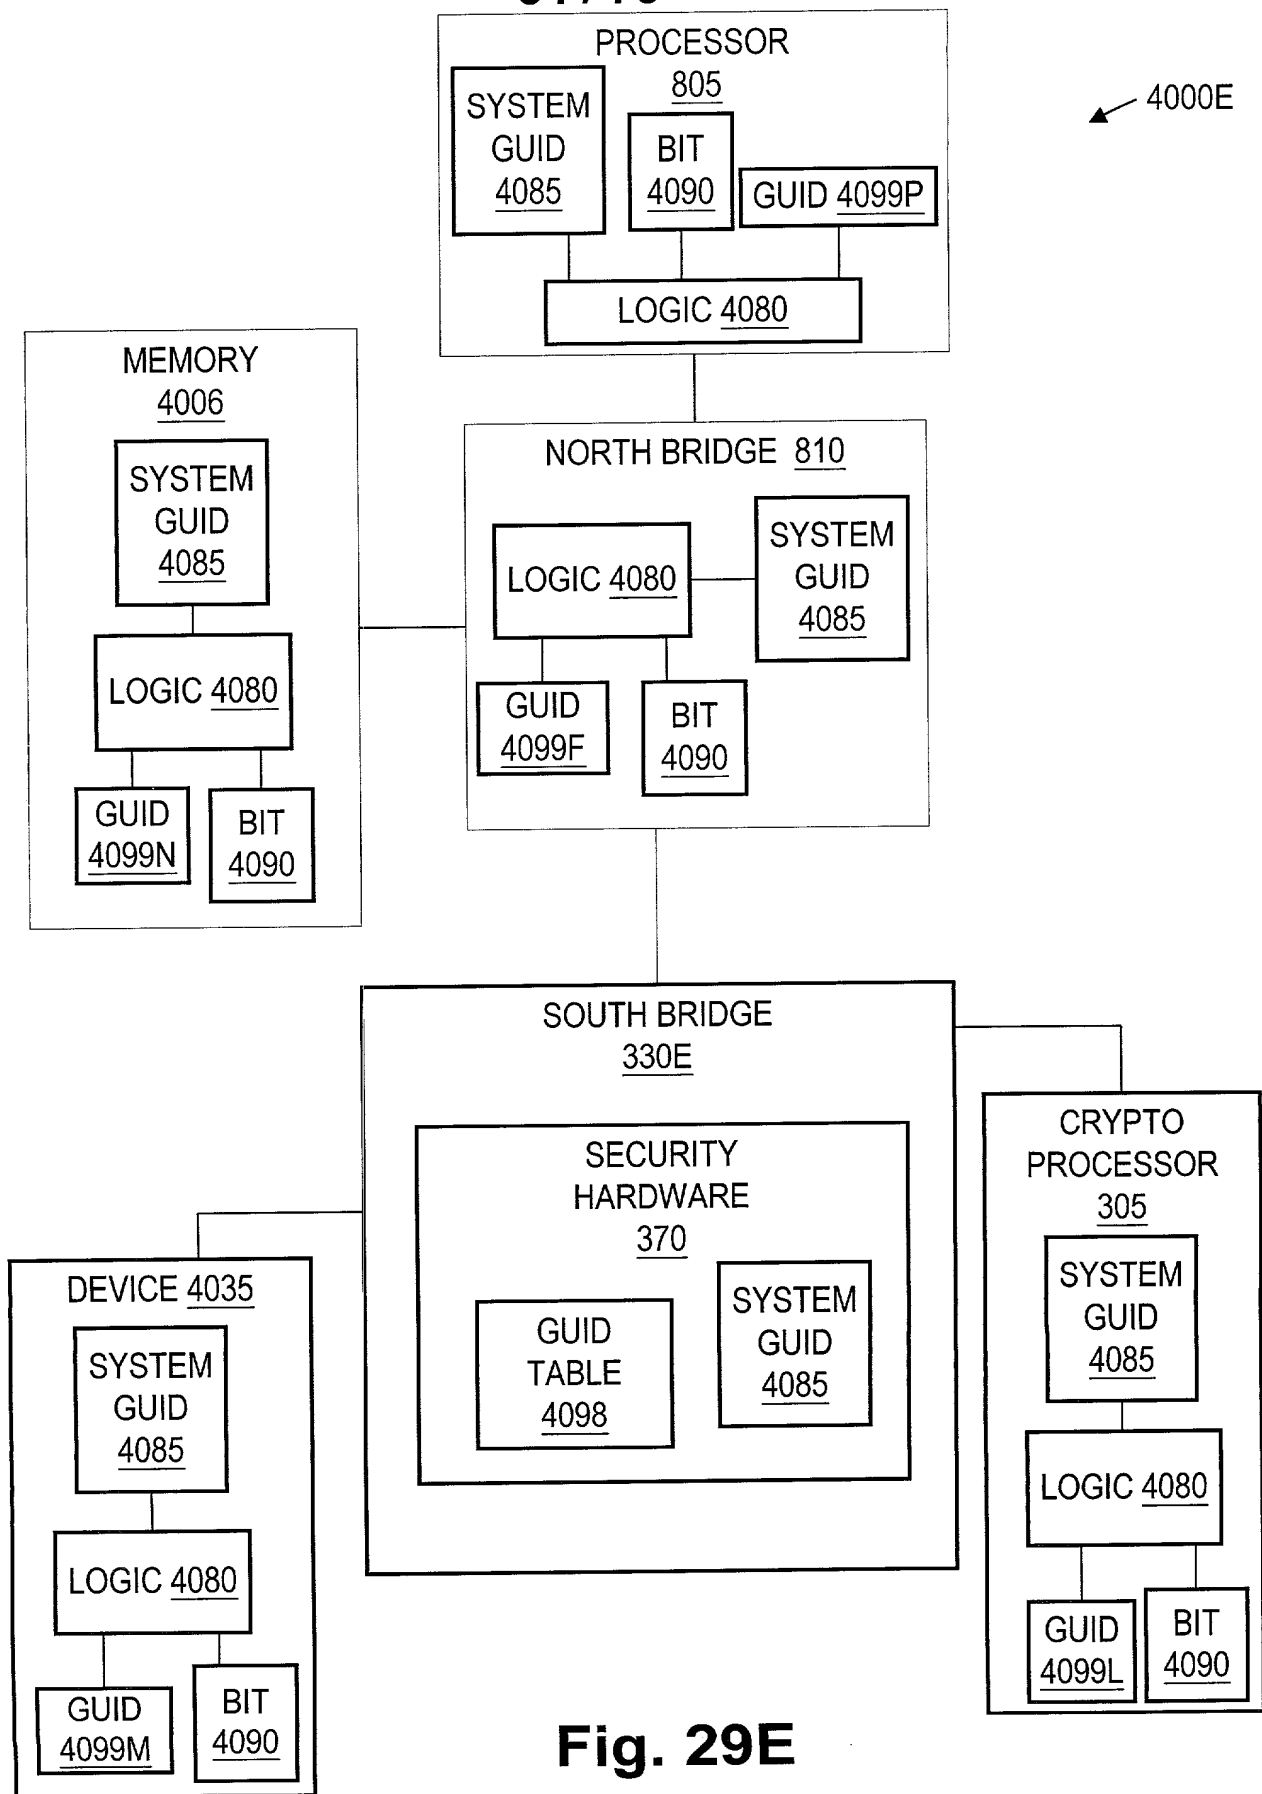 PROCESSOR
805
4000E
SYSTEM
GUID
4085
BIT
4090
GUID 4099P
LOGIC 4080
MEMORY
4006
SYSTEM
GUID
4085
LOGIC 4080
GUID
4099N
BIT
4090
NORTH BRIDGE 810
LOGIC 4080
SYSTEM
GUID
4085
GUID
4099F
BIT
4090
SOUTH BRIDGE
330E
SECURITY
HARDWARE
370
GUID
TABLE
4098
SYSTEM
GUID
4085
CRYPTO
PROCESSOR
305
SYSTEM
GUID
4085
LOGIC 4080
GUID
4099L
BIT
4090
DEVICE 4035
SYSTEM
GUID
4085
LOGIC 4080
GUID
4099M
BIT
4090
Fig. 29E